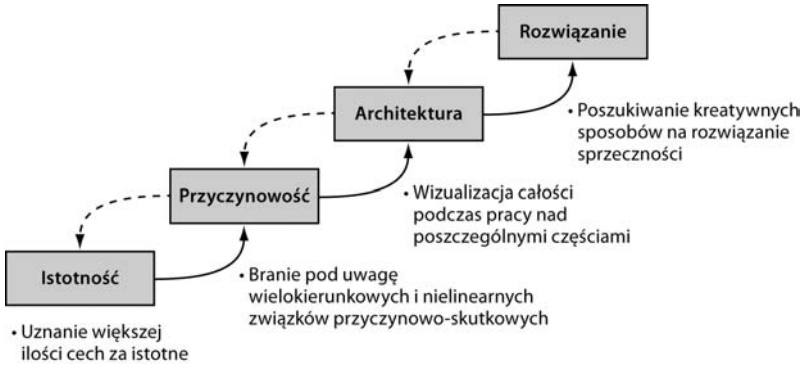 Rozwiązanie
Architektura
• Poszukiwanie kreatywnych
sposobów na rozwiązanie
sprzeczności
Przyczynowość
• Wizualizacja całości
podczas pracy nad
poszczególnymi częściami
Istotność
• Branie pod uwagę
wielokierunkowych i nielinearnych
związków przyczynowo-skutkowych
• Uznanie większej
ilości cech za istotne